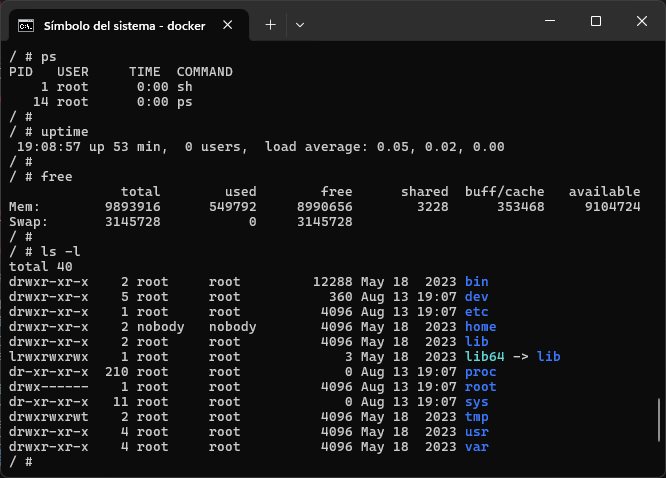 Símbolo del sistema - docker
/ # ps
PID   USER     TIME  COMMAND
    1 root      0:00 sh
   14 root      0:00 ps
/ #
/ # uptime
 19:08:57 up 53 min,  0 users,  load average: 0.05, 0.02, 0.00
/ #
/ # free
              total        used        free      shared  buff/cache   available
Mem:        9893916      549792     8990656        3228      353468     9104724
Swap:       3145728           0     3145728
/ #
/ # ls -l
total 40
drwxr-xr-x    2 root     root         12288 May 18  2023 bin
drwxr-xr-x    5 root     root           360 Aug 13 19:07 dev
drwxr-xr-x    1 root     root          4096 Aug 13 19:07 etc
drwxr-xr-x    2 nobody   nobody        4096 May 18  2023 home
drwxr-xr-x    2 root     root          4096 May 18  2023 lib
lrwxrwxrwx    1 root     root             3 May 18  2023 lib64 -> lib
dr-xr-xr-x  210 root     root             0 Aug 13 19:07 proc
drwx------    1 root     root          4096 Aug 13 19:07 root
dr-xr-xr-x   11 root     root             0 Aug 13 19:07 sys
drwxrwxrwt    2 root     root          4096 May 18  2023 tmp
drwxr-xr-x    4 root     root          4096 May 18  2023 usr
drwxr-xr-x    4 root     root          4096 May 18  2023 var
/ #